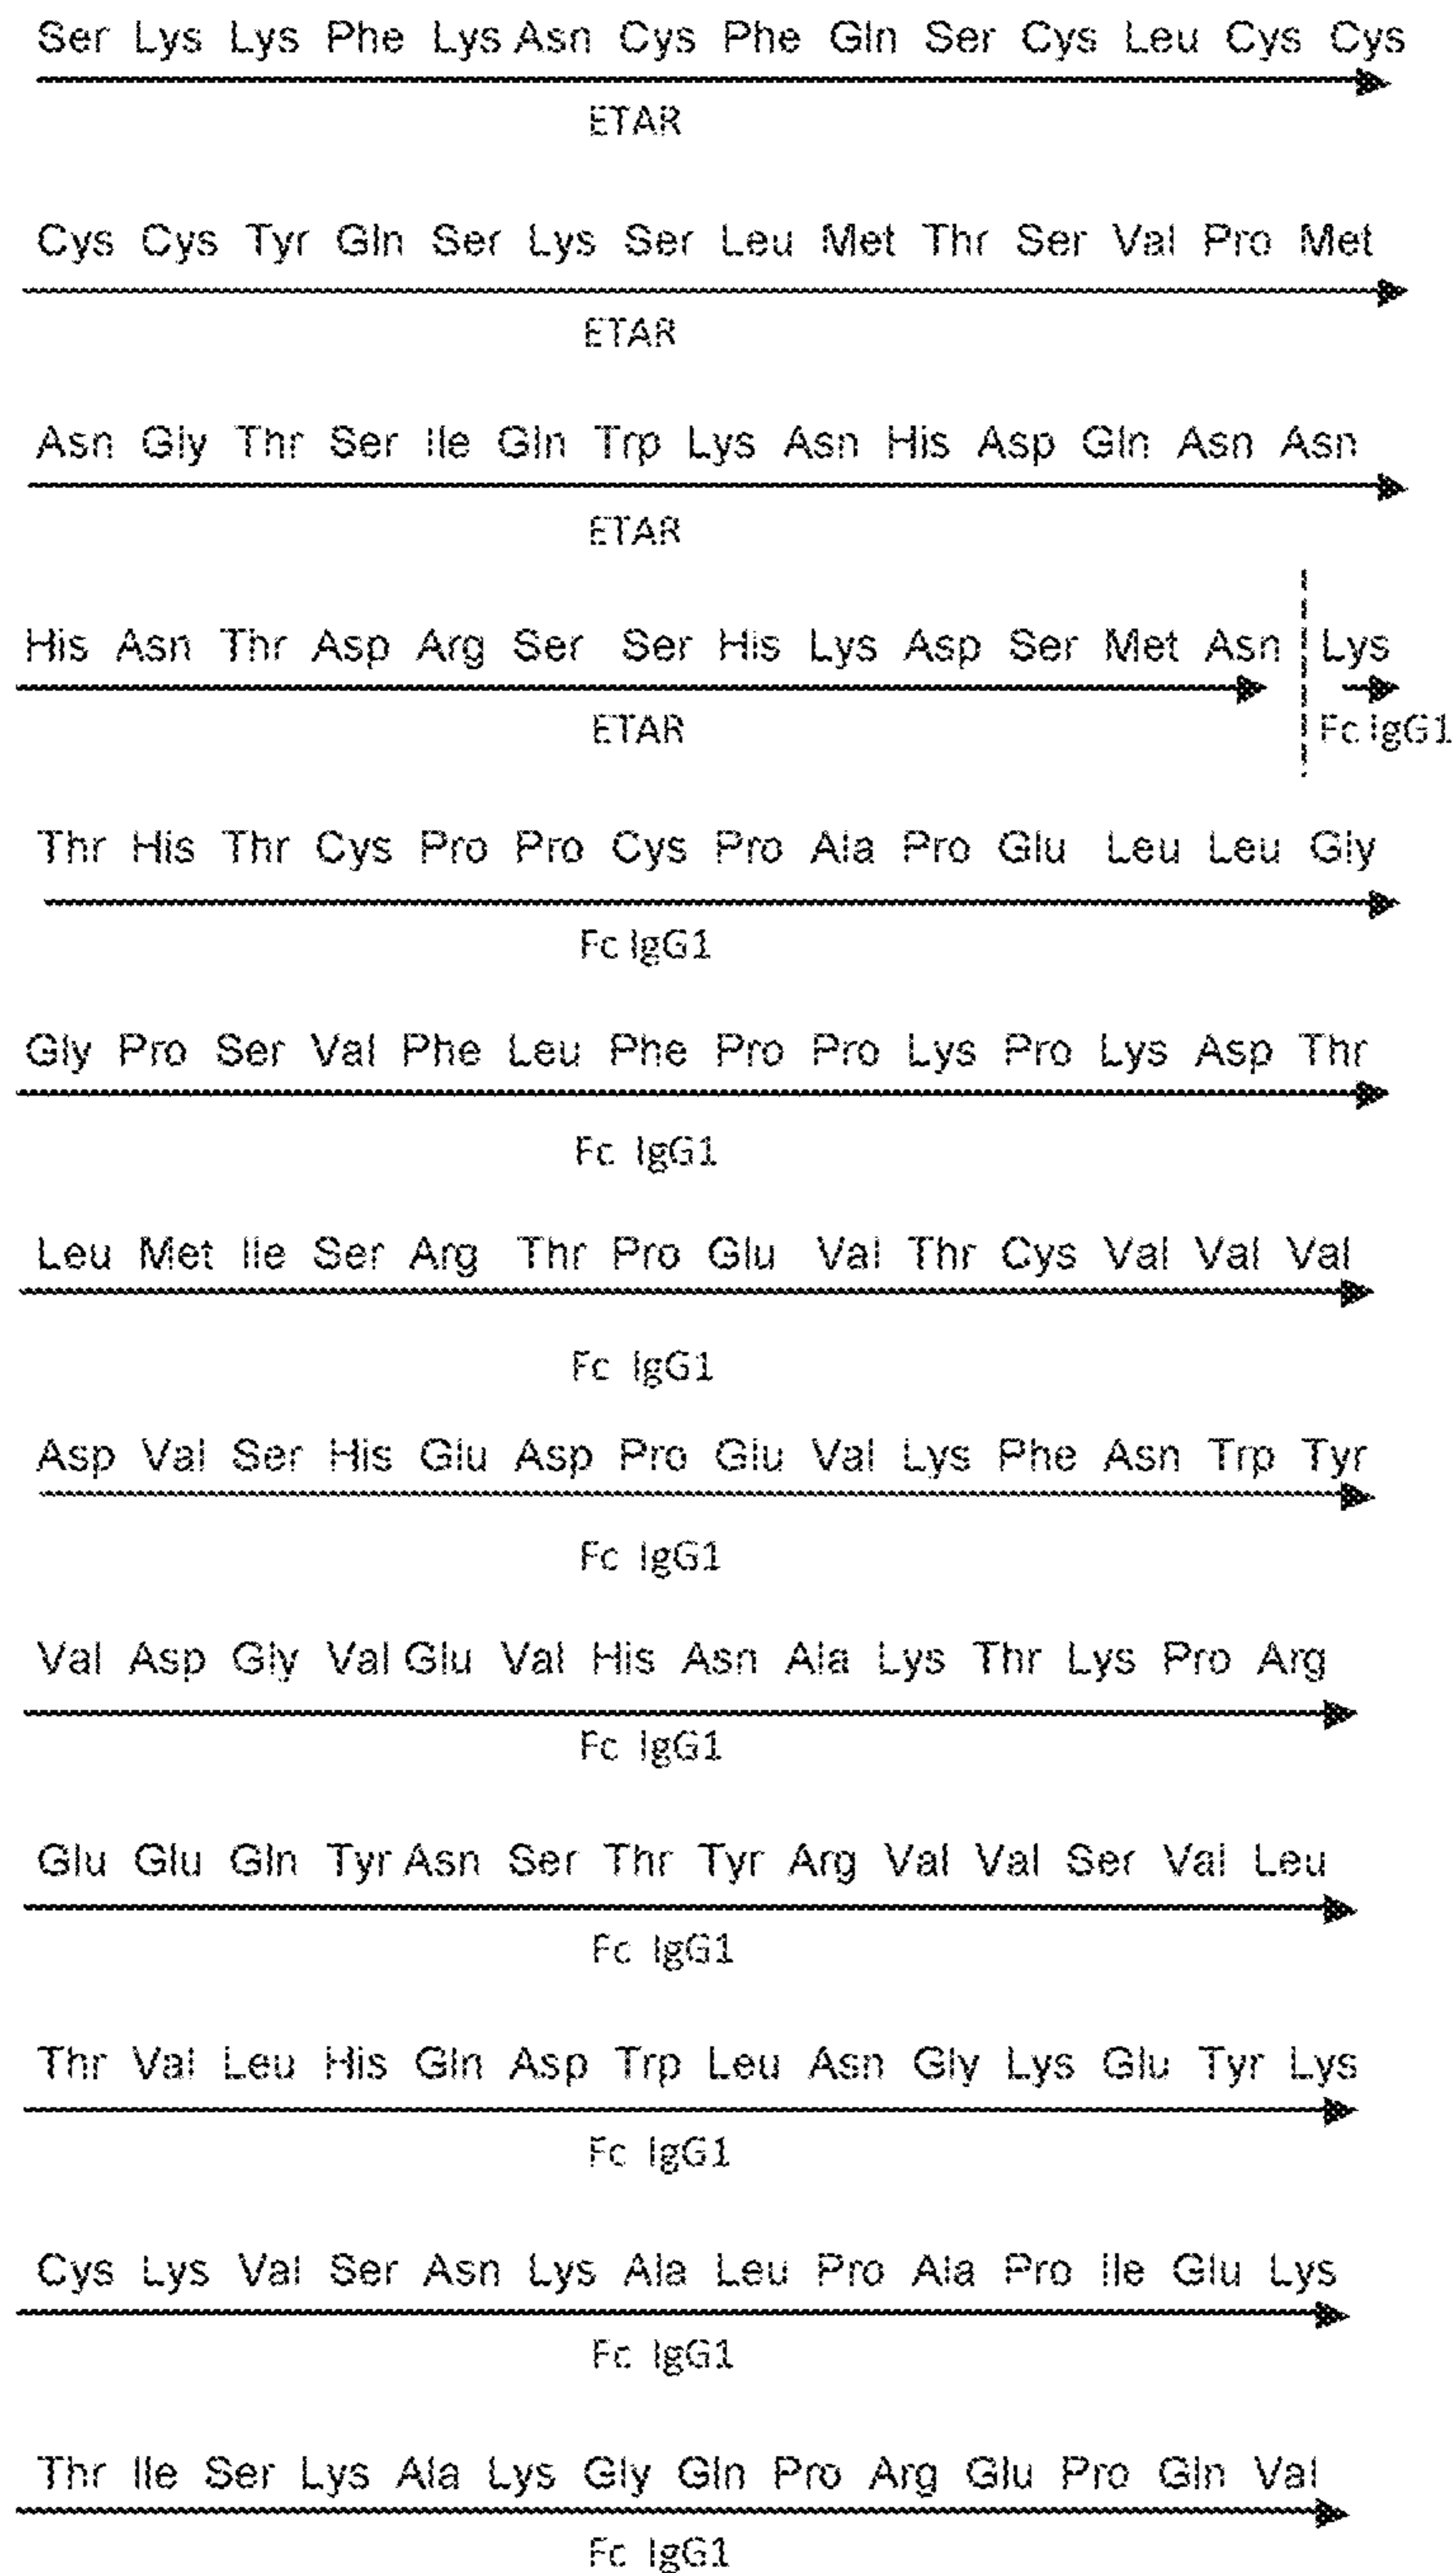 Ser Lys Lys Phe Lys Asn Cys Phe Gln Ser Cys Leu Cys Cys
ETAR
Cys Cys Tyr Gln Ser Lys Ser Leu Met Thr Ser Val Pro Met
ETAR
Asn Gly Thr Ser Ile Gln Trp Lys Asn His Asp Gln Asn Asn
ETAR
His Asn Thr Asp Arg Ser Ser His Lys Asp Ser Met Asn Lys
ETAR Fc IgG1
Thr His Thr Cys Pro Pro Cys Pro Ala Pro Glu Leu Leu Gly
Fc IgG1
Gly Pro Ser Val Phe Leu Phe Pro Pro Lys Pro Lys Asp Thr
Fc IgG1
Leu Met Ile Ser Arg Thr Pro Glu Val Thr Cys Val Val Val
Fc IgG1
Asp Val Ser His Glu Asp Pro Glu Val Lys Phe Asn Trp Tyr
Fc IgG1
Val Asp Gly Val Glu Val His Asn Ala Lys Thr Lys Pro Arg
Fc IgG1
Glu Glu Gln Tyr Asn Ser Thr Tyr Arg Val Val Ser Val Leu
Fc IgG1
Thr Val Leu His Gln Asp Trp Leu Asn Gly Lys Glu Tyr Lys
Fc IgG1
Cys Lys Val Ser Asn Lys Ala Leu Pro Ala Pro Ile Glu Lys
Fc IgG1
Thr Ile Ser Lys Ala Lys Gly Gln Pro Arg Glu Pro Gln Val
Fc IgG1